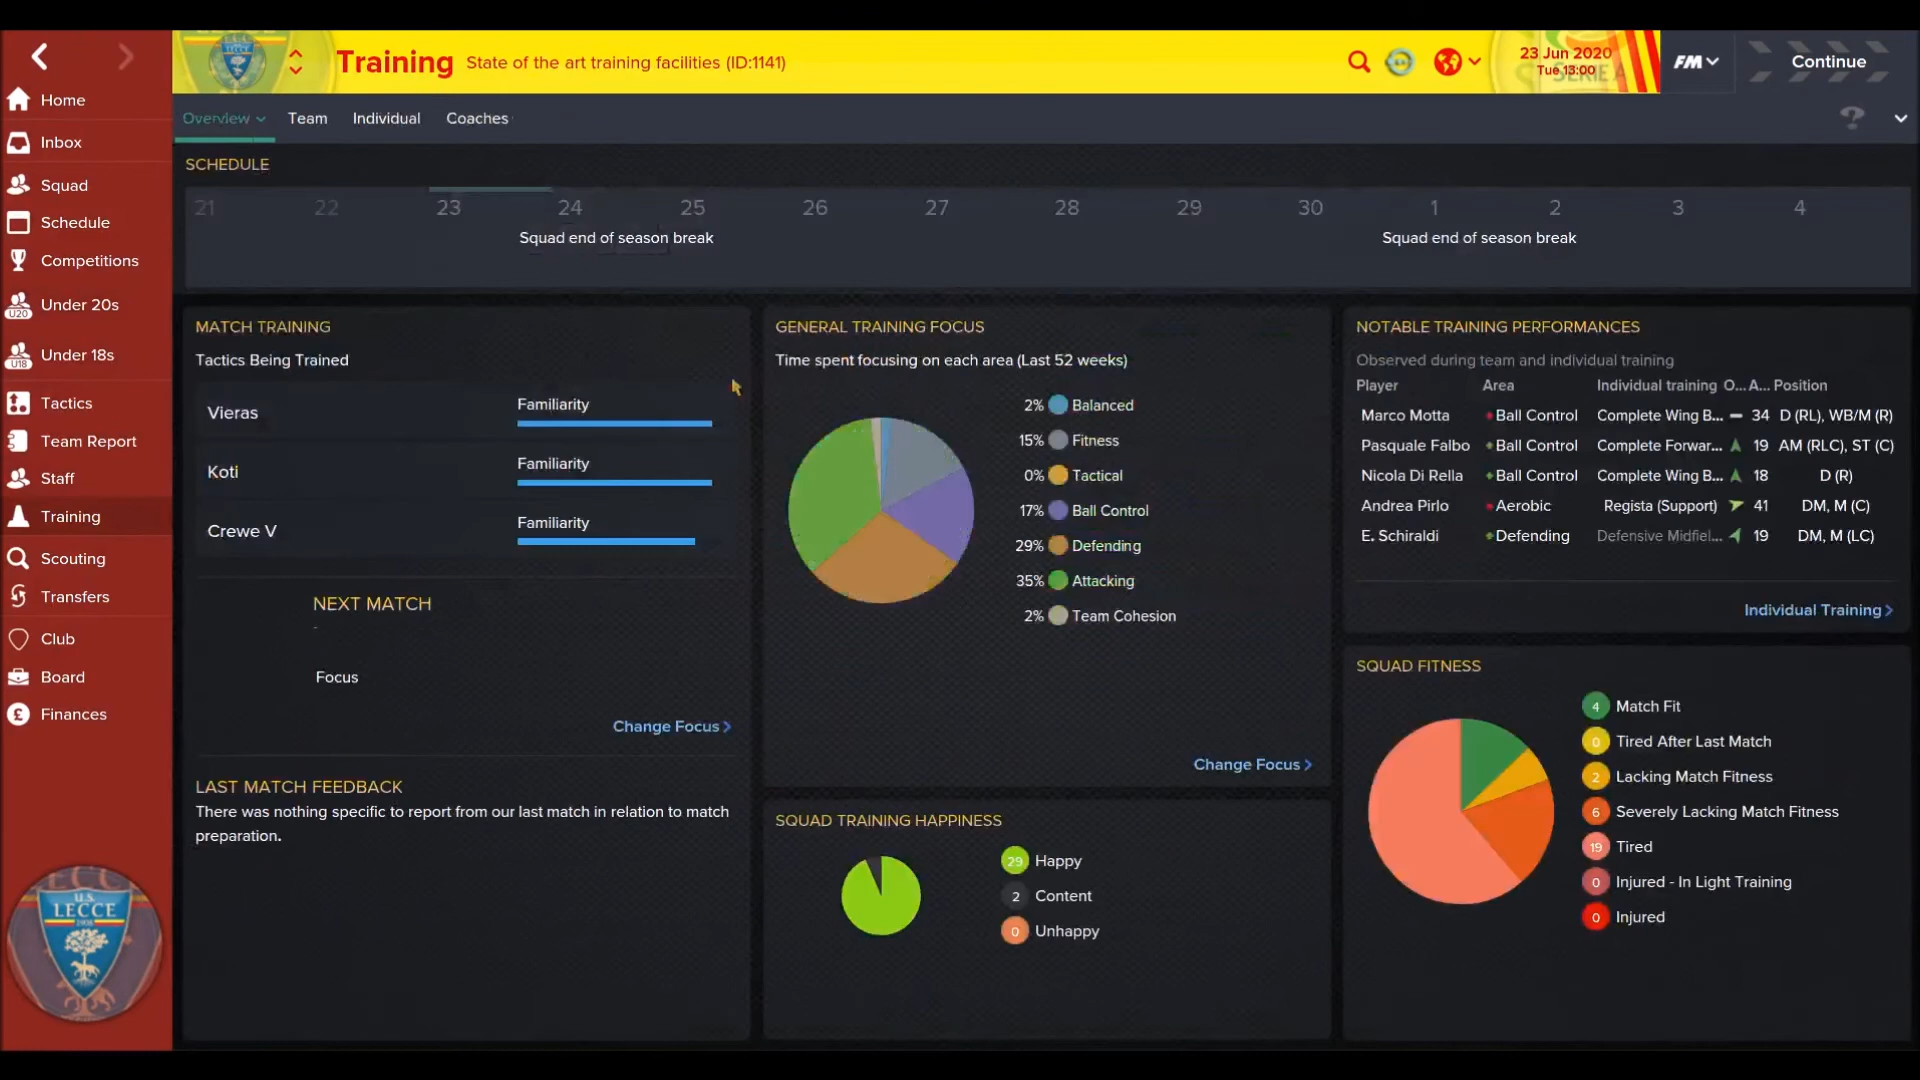 Training State of the art training facilities (ID:1141)
23 Jun 2020
Tue 13:00
SERIE A
FM
Continue
Home
Inbox
Squad
Schedule
Competitions
U20 Under 20s
U18 Under 18s
Tactics
Team Report
Staff
Training
Scouting
Transfers
Club
Board
Finances
U.S.
LECCE
1908
Overview Team Individual Coaches
SCHEDULE
21 22 23 24 25 26 27 28 29 30 1 2 3 4
Squad end of season break Squad end of season break
MATCH TRAINING
Tactics Being Trained
Vieras Familiarity
Koti Familiarity
Crewe V Familiarity
NEXT MATCH
-
Focus
Change Focus >
LAST MATCH FEEDBACK
There was nothing specific to report from our last match in relation to match
preparation.
GENERAL TRAINING FOCUS
Time spent focusing on each area (Last 52 weeks)
2% Balanced
15% Fitness
0% Tactical
17% Ball Control
29% Defending
35% Attacking
2% Team Cohesion
Change Focus >
SQUAD TRAINING HAPPINESS
29 Happy
2 Content
0 Unhappy
NOTABLE TRAINING PERFORMANCES
Observed during team and individual training
Player Area Individual training O... A... Position
Marco Motta Ball Control Complete Wing B... 34 D (RL), WB/M (R)
Pasquale Falbo Ball Control Complete Forwar... 19 AM (RLC), ST (C)
Nicola Di Rella Ball Control Complete Wing B... 18 D (R)
Andrea Pirlo Aerobic Regista (Support) 41 DM, M (C)
E. Schiraldi Defending Defensive Midfiel... 19 DM, M (LC)
Individual Training >
SQUAD FITNESS
4 Match Fit
0 Tired After Last Match
2 Lacking Match Fitness
6 Severely Lacking Match Fitness
19 Tired
0 Injured - In Light Training
0 Injured